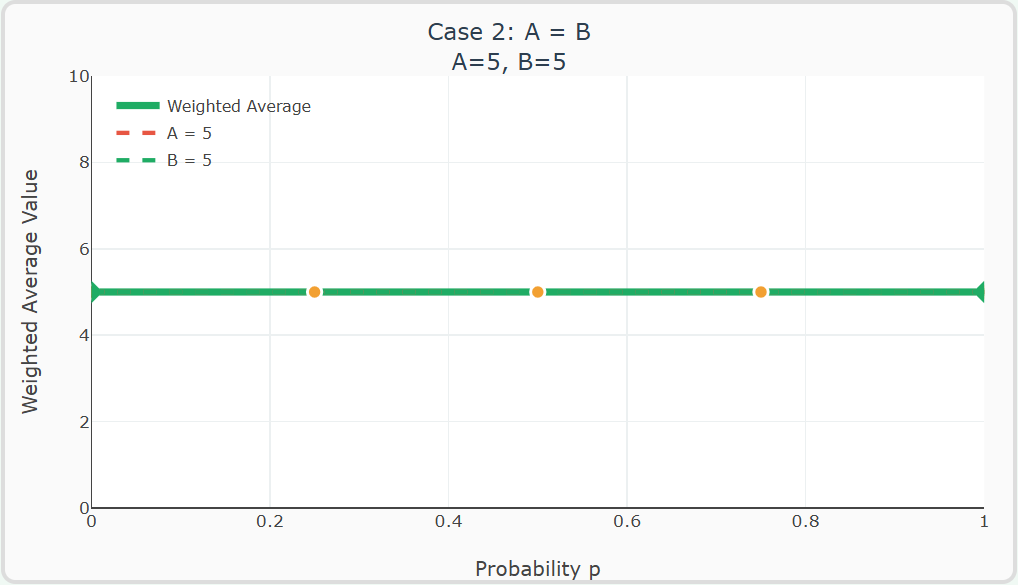 Case 2: A = B
A=5, B=5
Weighted Average Value
10
8
6
4
2
0
Weighted Average
A = 5
B = 5
0
0.2
0.4
0.6
0.8
1
Probability p